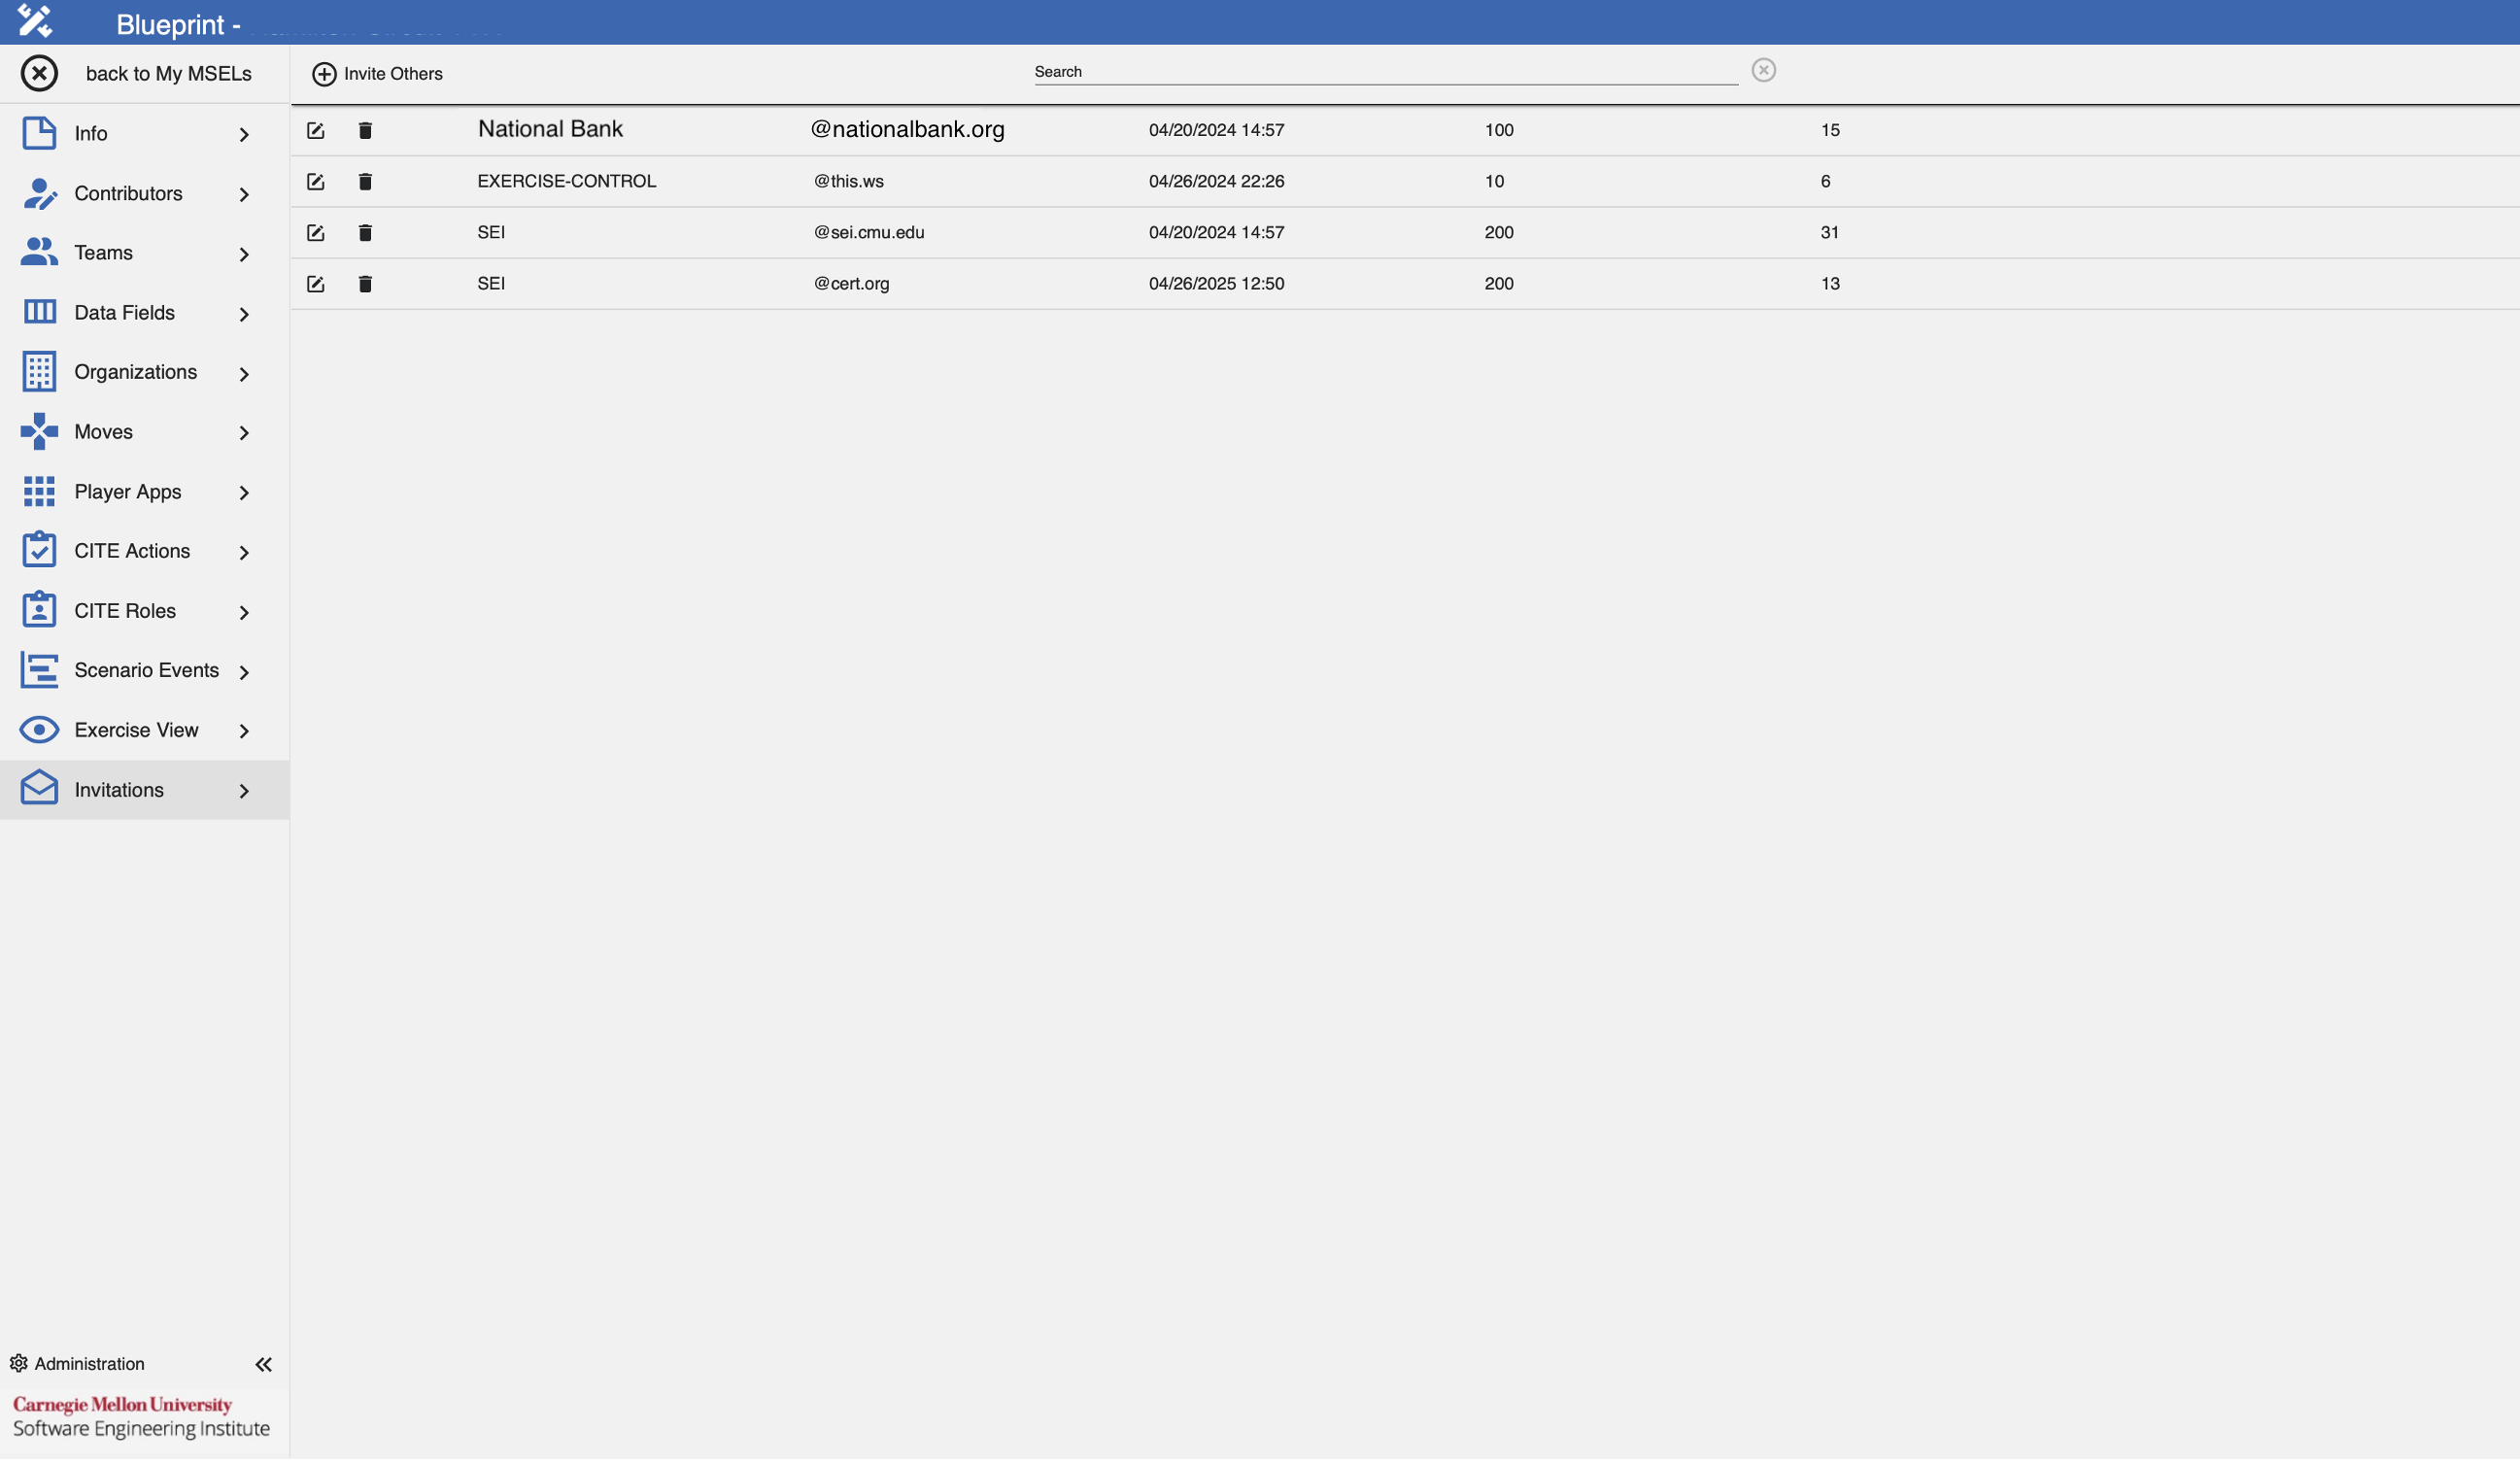 Blueprint -
back to My MSELs
Invite Others
Search
Info
Contributors
Teams
Data Fields
Organizations
Moves
Player Apps
CITE Actions
CITE Roles
Scenario Events
Exercise View
Invitations
National Bank @nationalbank.org 04/20/2024 14:57 100 15
EXERCISE-CONTROL @this.ws 04/26/2024 22:26 10 6
SEI @sei.cmu.edu 04/20/2024 14:57 200 31
SEI @cert.org 04/26/2025 12:50 200 13
Administration
Carnegie Mellon University
Software Engineering Institute